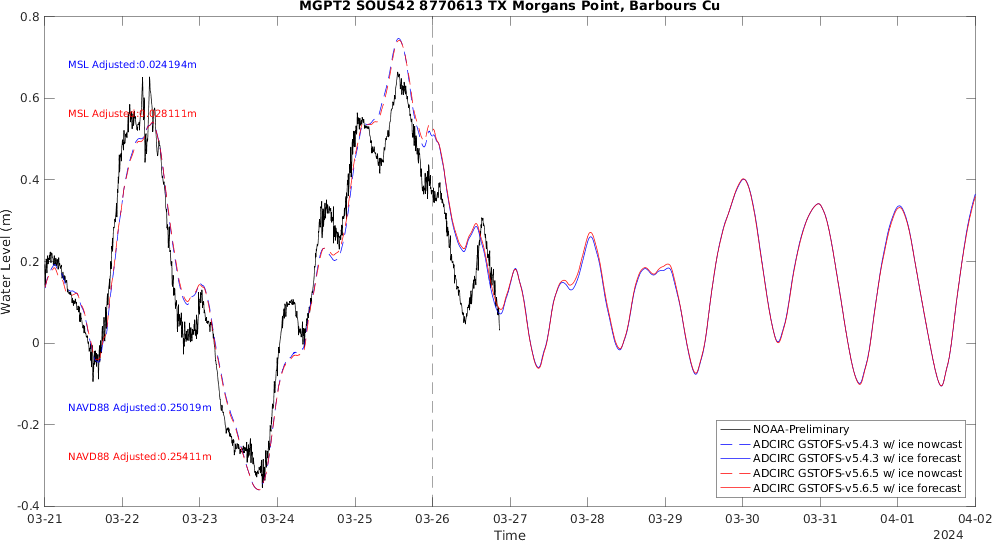 MGPT2 SOUS42 8770613 TX Morgans Point, Barbours Cu
Water Level (m)
0.8
0.6
0.4
0.2
0
-0.2
-0.4
MSL Adjusted:0.024194m
MSL Adjusted:0.028111m
NAVD88 Adjusted:0.25019m
NAVD88 Adjusted:0.25411m
NOAA-Preliminary
ADCIRC GSTOFS-v5.4.3 w/ ice nowcast
ADCIRC GSTOFS-v5.4.3 w/ ice forecast
ADCIRC GSTOFS-v5.6.5 w/ ice nowcast
ADCIRC GSTOFS-v5.6.5 w/ ice forecast
03-21 03-22 03-23 03-24 03-25 03-26 03-27 03-28 03-29 03-30 03-31 04-01 04-02
Time
2024